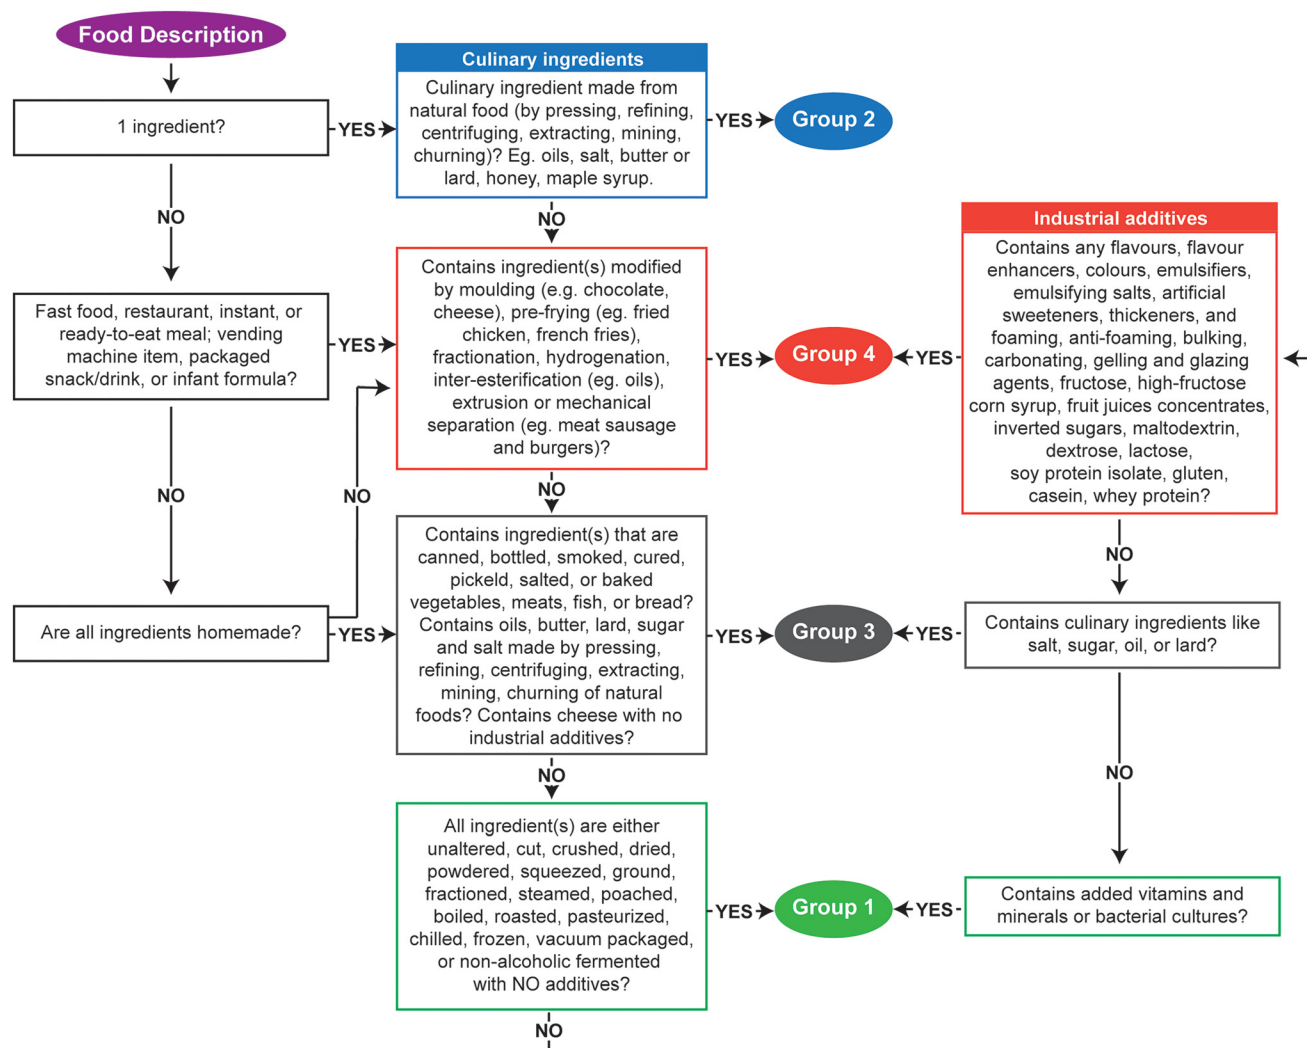 Food Description
1 ingredient?
YES
Culinary ingredients
Culinary ingredient made from
natural food (by pressing, refining,
centrifuging, extracting, mining,
churning)? Eg. oils, salt, butter or
lard, honey, maple syrup.
YES
Group 2
NO
NO
Fast food, restaurant, instant, or
ready-to-eat meal; vending
machine item, packaged
snack/drink, or infant formula?
YES
Contains ingredient(s) modified
by moulding (e.g. chocolate,
cheese), pre-frying (eg. fried
chicken, french fries),
fractionation, hydrogenation,
inter-esterification (eg. oils),
extrusion or mechanical
separation (eg. meat sausage
and burgers)?
YES
Group 4
YES
Industrial additives
Contains any flavours, flavour
enhancers, colours, emulsifiers,
emulsifying salts, artificial
sweeteners, thickeners, and
foaming, anti-foaming, bulking,
carbonating, gelling and glazing
agents, fructose, high-fructose
corn syrup, fruit juices concentrates,
inverted sugars, maltodextrin,
dextrose, lactose,
soy protein isolate, gluten,
casein, whey protein?
NO
NO
NO
NO
Are all ingredients homemade?
YES
Contains ingredient(s) that are
canned, bottled, smoked, cured,
pickeld, salted, or baked
vegetables, meats, fish, or bread?
Contains oils, butter, lard, sugar
and salt made by pressing,
refining, centrifuging, extracting,
mining, churning of natural
foods? Contains cheese with no
industrial additives?
YES
Group 3
YES
Contains culinary ingredients like
salt, sugar, oil, or lard?
NO
NO
All ingredient(s) are either
unaltered, cut, crushed, dried,
powdered, squeezed, ground,
fractioned, steamed, poached,
boiled, roasted, pasteurized,
chilled, frozen, vacuum packaged,
or non-alcoholic fermented
with NO additives?
YES
Group 1
YES
Contains added vitamins and
minerals or bacterial cultures?
NO